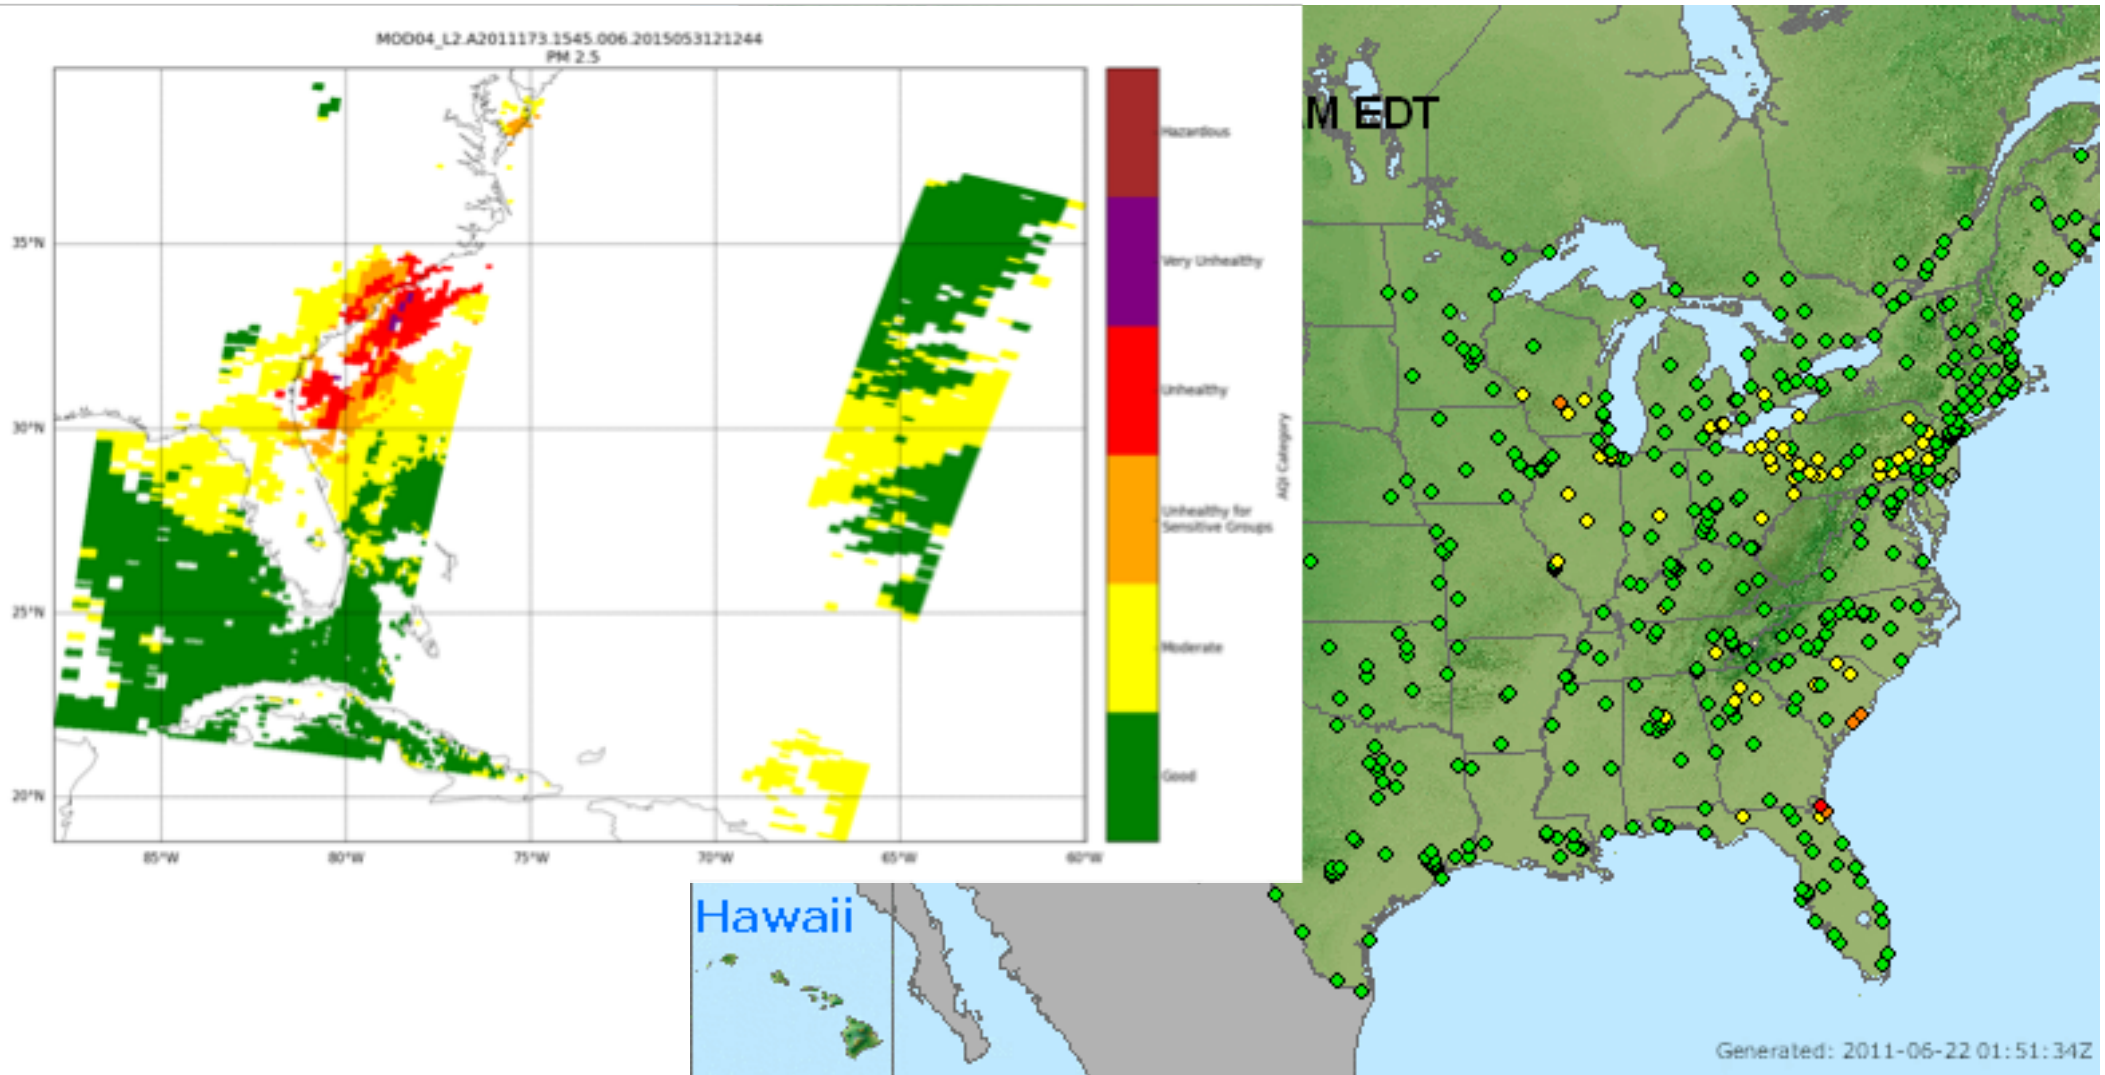 MOD04_L2.A2011173.1545.006.2015053121244
PM 2.5
35°N
30°N
25°N
20°N
85°W
80°W
75°W
70°W
65°W
60°W
Hazardous
Very Unhealthy
Unhealthy
Unhealthy for
Sensitive Groups
Moderate
Good
AQI Category
M EDT
Hawaii
Generated: 2011-06-22 01:51:34Z